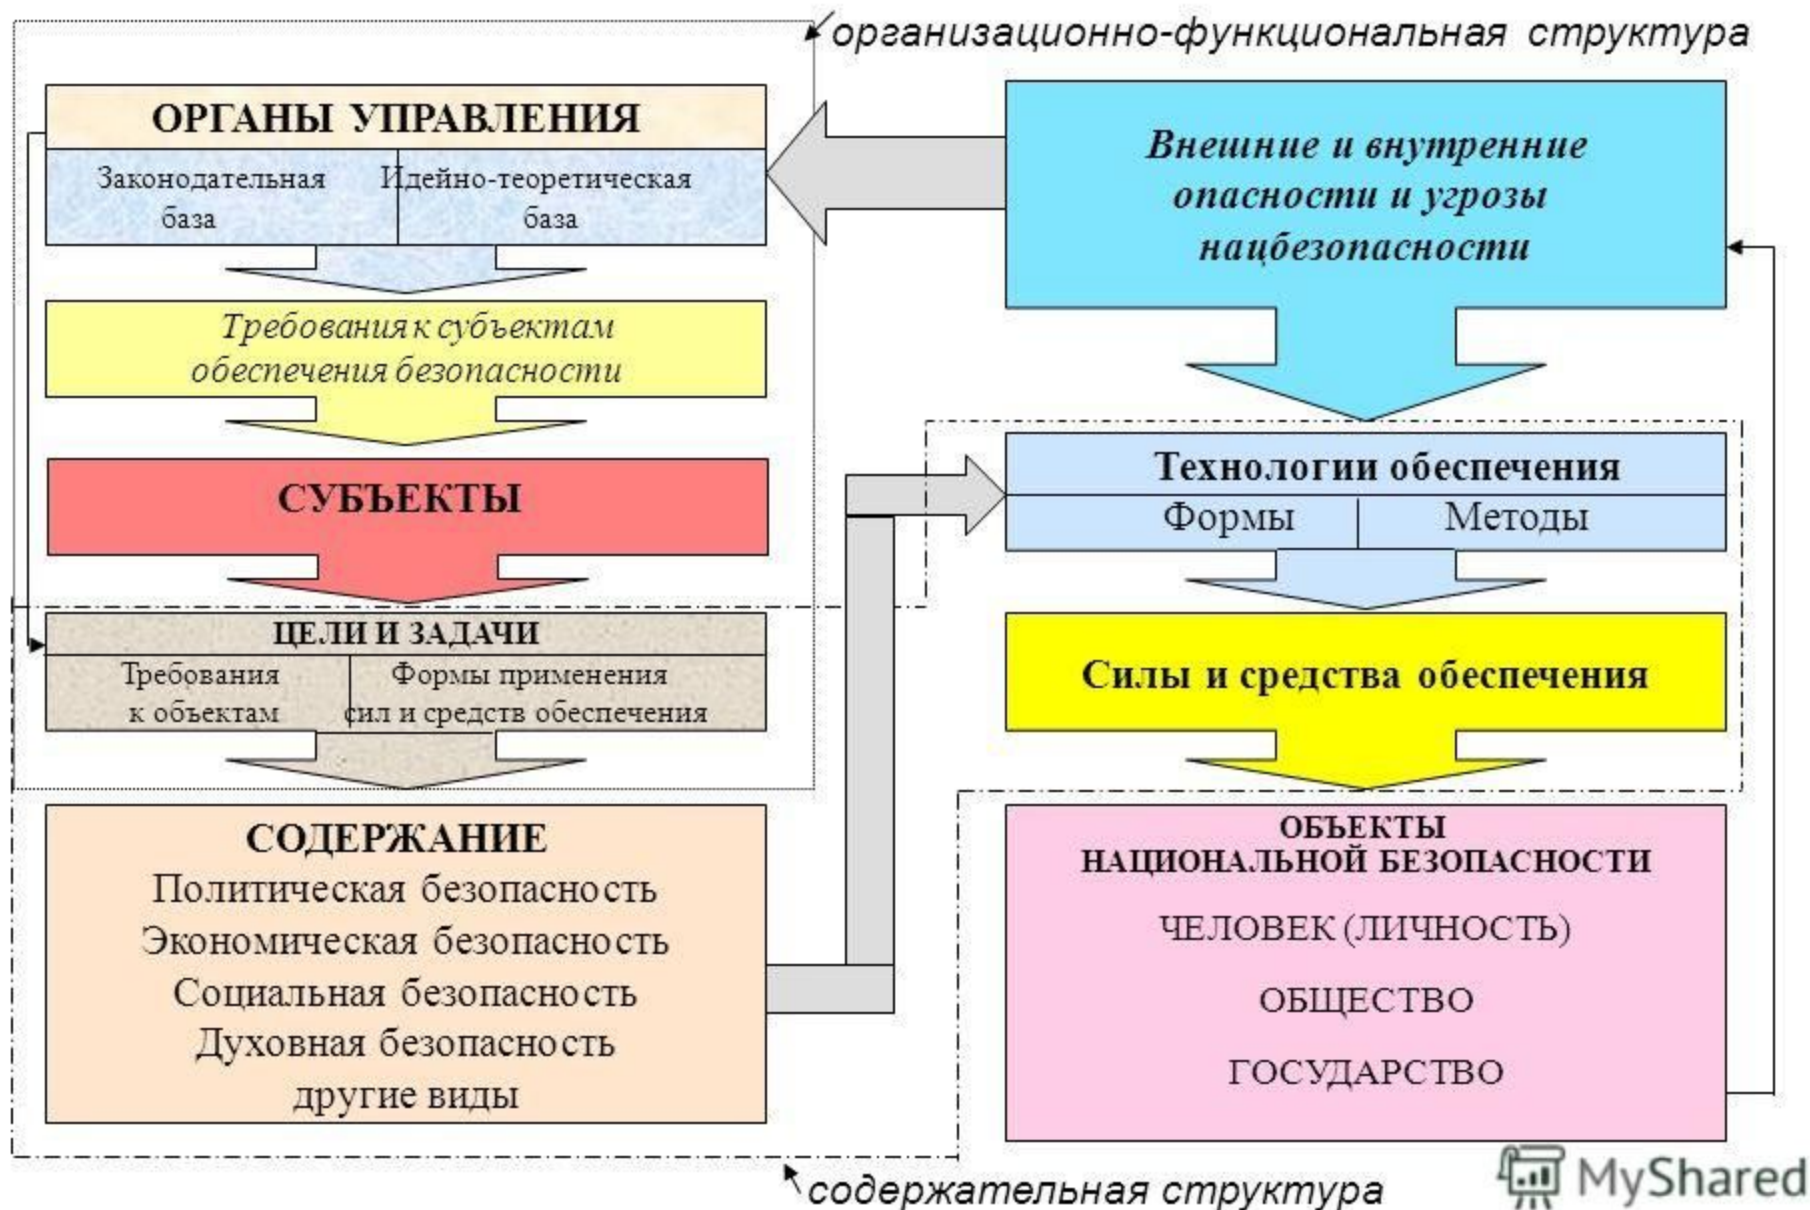 организационно-функциональная структура
ОРГАНЫ УПРАВЛЕНИЯ
Законодательная
база
Идейно-теоретическая
база
Требования к субъектам
обеспечения безопасности
СУБЪЕКТЫ
ЦЕЛИ И ЗАДАЧИ
Требования
к объектам
Формы применения
сил и средств обеспечения
СОДЕРЖАНИЕ
Политическая безопасность
Экономическая безопасность
Социальная безопасность
Духовная безопасность
другие виды
Внешние и внутренние
опасности и угрозы
нацбезопасности
Технологии обеспечения
Формы
Методы
Силы и средства обеспечения
ОБЪЕКТЫ
НАЦИОНАЛЬНОЙ БЕЗОПАСНОСТИ
ЧЕЛОВЕК (ЛИЧНОСТЬ)
ОБЩЕСТВО
ГОСУДАРСТВО
содержательная структура
MyShared